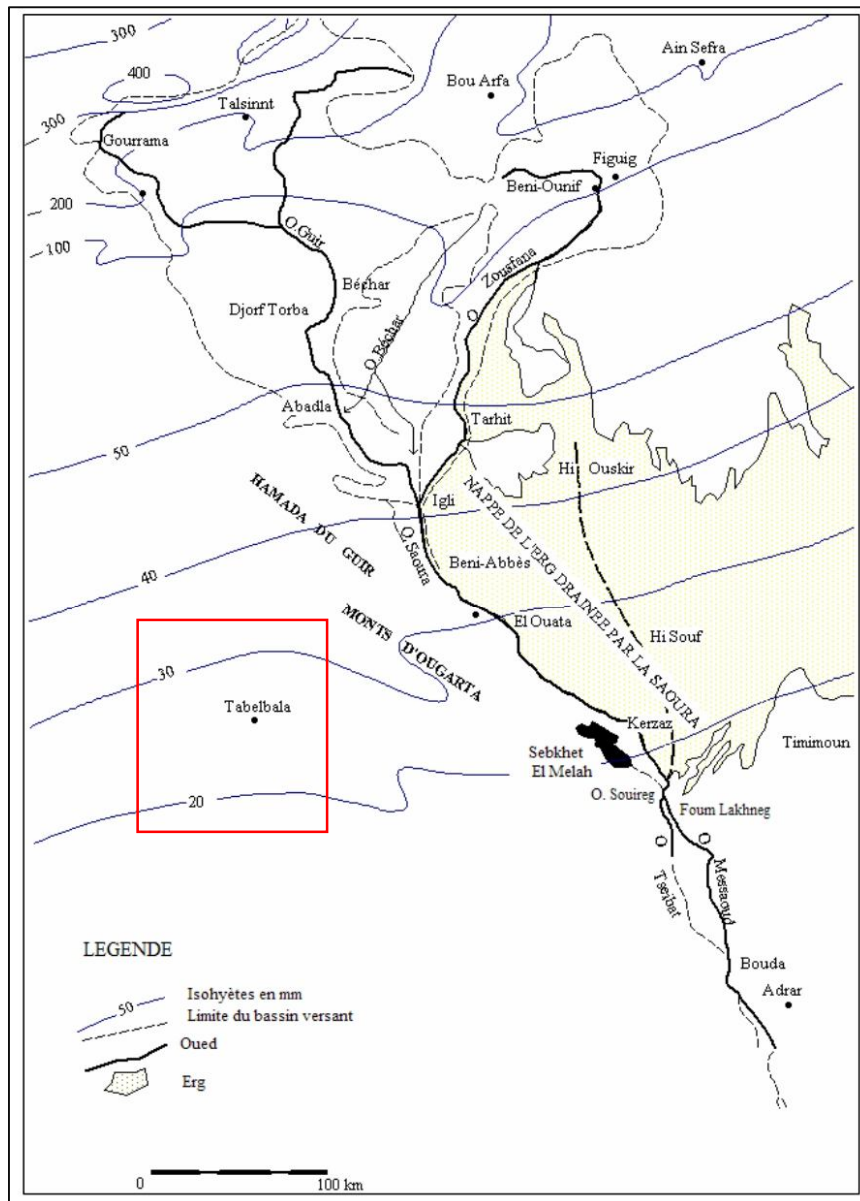 300
400
Ain Sefra
Bou Arfa
Talsinnt
300
Gourrama
Figuig
Beni-Ounif
200
100
O.Guir
Zousfana
O
Béchar
Djorf Torba
O.Béchar
Abadla
Tarhit
50
Hi Ouskir
Igli
HAMADA DU GUIR
NAPPE DE L'ERG DRAINEE PAR LA SAOURA
O.Saoura
Beni-Abbès
40
MONTS D'OUGARTA
El Ouata
Hi Souf
30
Tabelbala
Kerzaz
Timimoun
Sebkhet
El Melah
20
O. Souireg
Foum Lakhneg
O
Tseibat
O
Messaoud
Bouda
Adrar
LEGENDE
50
Isohyètes en mm
Limite du bassin versant
Oued
Erg
0
100 km